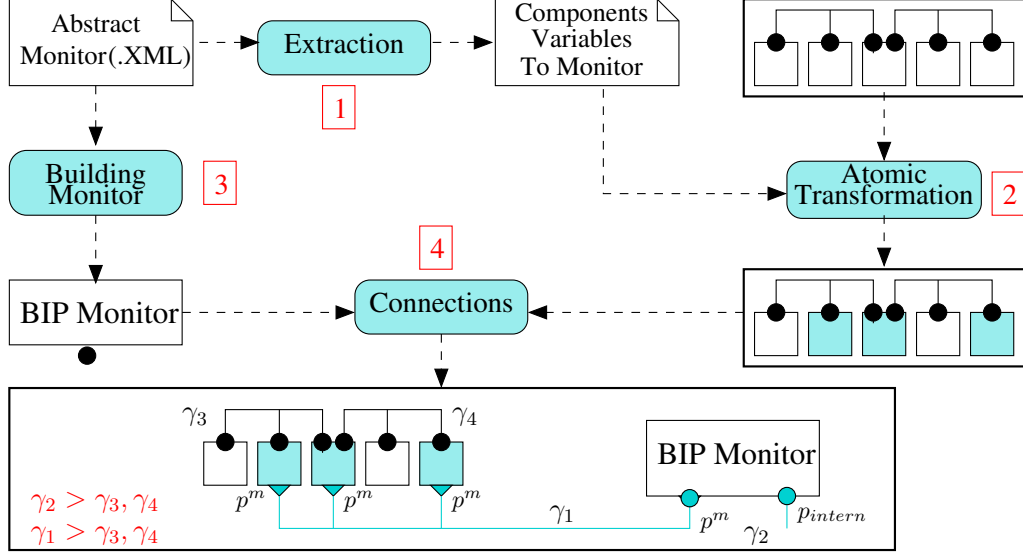 Abstract
Monitor(.XML)
Extraction
1
Components
Variables
To Monitor
Building
Monitor
3
Atomic
Transformation
2
4
BIP Monitor
Connections
γ3
γ4
BIP Monitor
p^m
p^m
p^m
γ1
p^m
p_intern
γ2
γ2 > γ3, γ4
γ1 > γ3, γ4